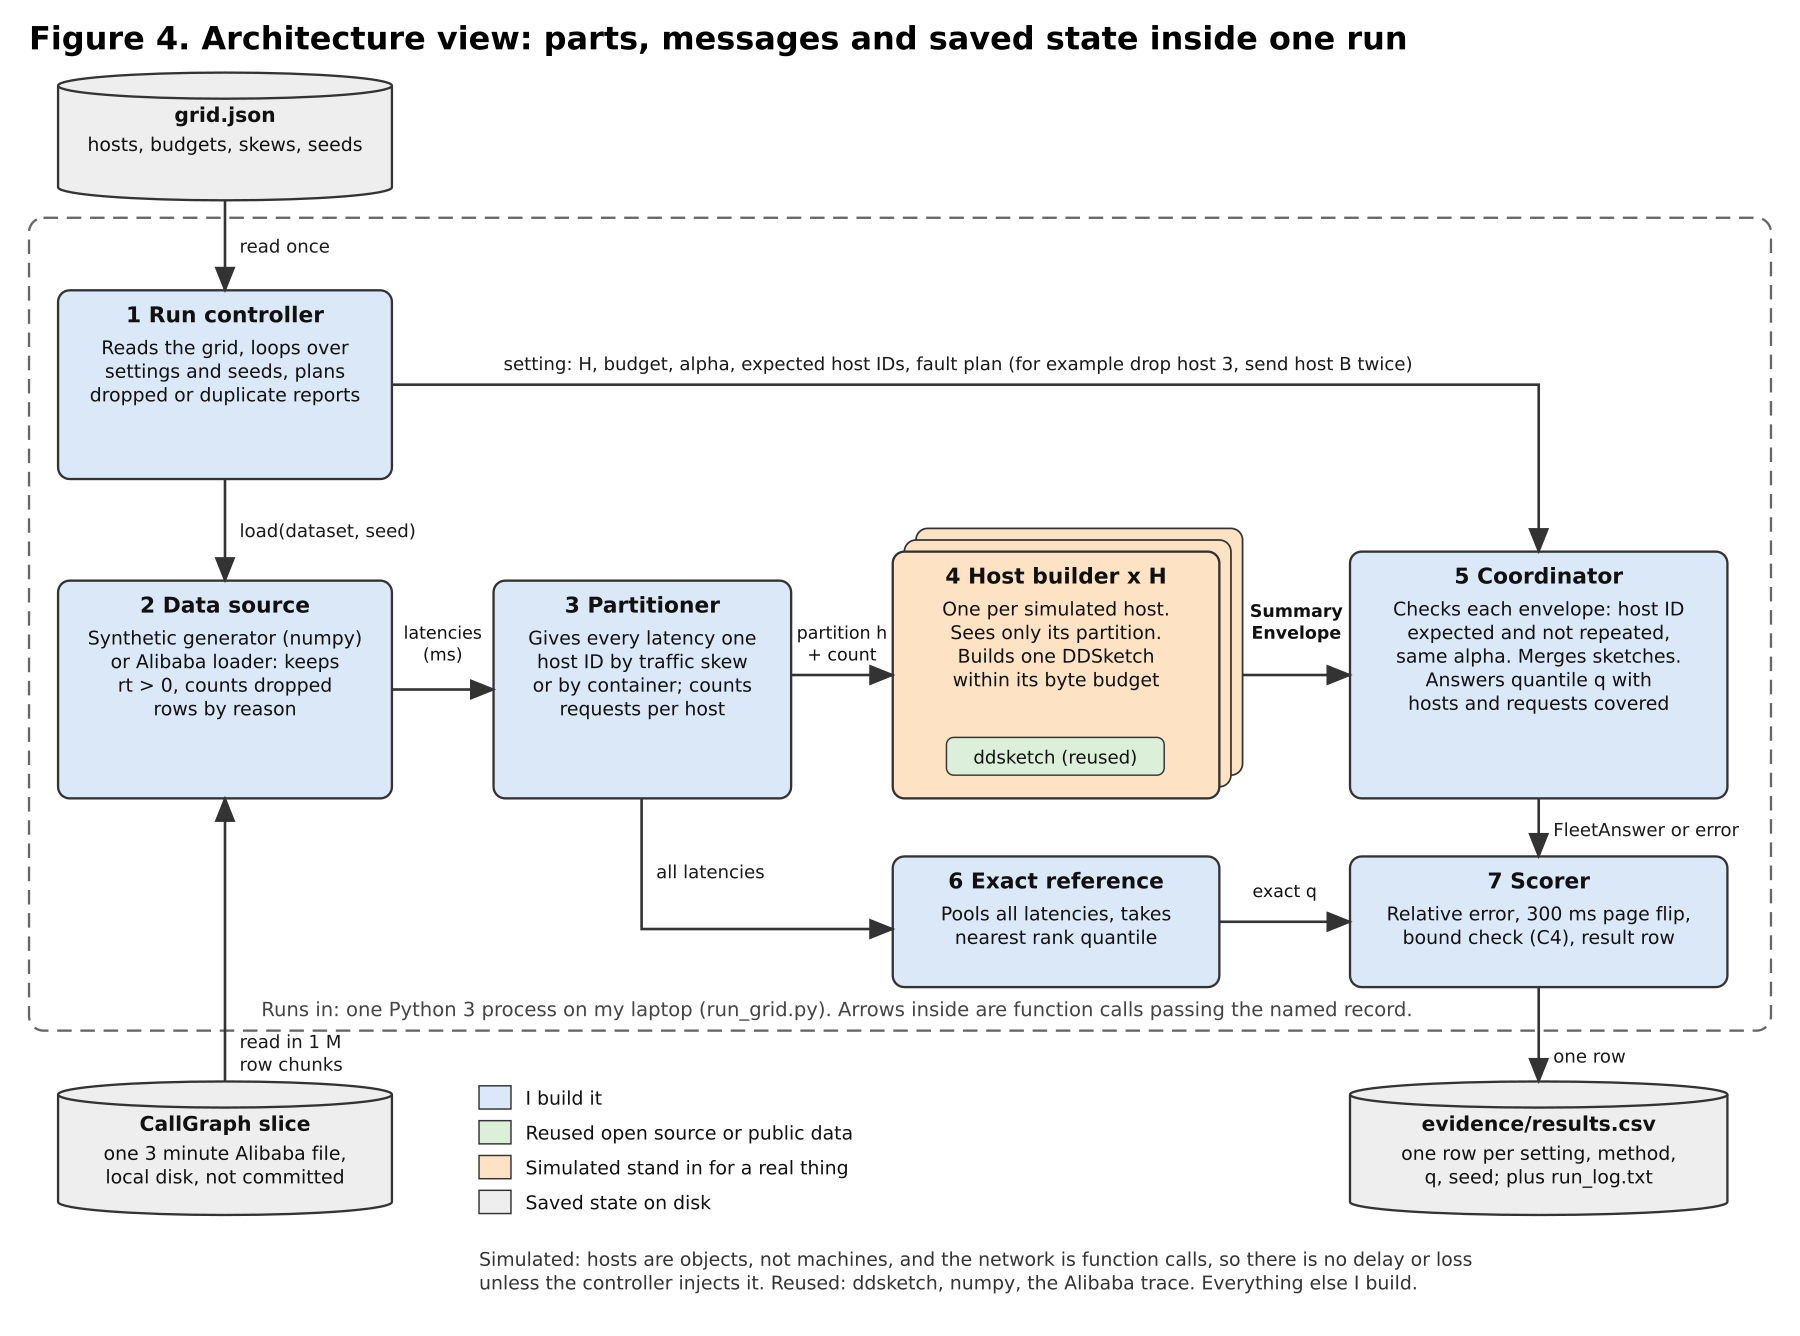 Figure 4. Architecture view: parts, messages and saved state inside one run
grid.json
hosts, budgets, skews, seeds
read once
1 Run controller
Reads the grid, loops over
settings and seeds, plans
dropped or duplicate reports
setting: H, budget, alpha, expected host IDs, fault plan (for example drop host 3, send host B twice)
load(dataset, seed)
2 Data source
Synthetic generator (numpy)
or Alibaba loader: keeps
rt > 0, counts dropped
rows by reason
latencies
(ms)
3 Partitioner
Gives every latency one
host ID by traffic skew
or by container; counts
requests per host
partition h
+ count
4 Host builder x H
One per simulated host.
Sees only its partition.
Builds one DDSketch
within its byte budget
ddsketch (reused)
Summary
Envelope
5 Coordinator
Checks each envelope: host ID
expected and not repeated,
same alpha. Merges sketches.
Answers quantile q with
hosts and requests covered
FleetAnswer or error
all latencies
6 Exact reference
Pools all latencies, takes
nearest rank quantile
exact q
7 Scorer
Relative error, 300 ms page flip,
bound check (C4), result row
Runs in: one Python 3 process on my laptop (run_grid.py). Arrows inside are function calls passing the named record.
read in 1 M
row chunks
one row
CallGraph slice
one 3 minute Alibaba file,
local disk, not committed
I build it
Reused open source or public data
Simulated stand in for a real thing
Saved state on disk
evidence/results.csv
one row per setting, method,
q, seed; plus run_log.txt
Simulated: hosts are objects, not machines, and the network is function calls, so there is no delay or loss
unless the controller injects it. Reused: ddsketch, numpy, the Alibaba trace. Everything else I build.